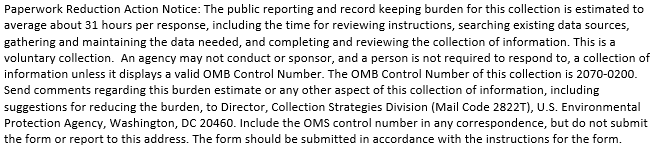 Paperwork Reduction Action Notice: The public reporting and record keeping burden for this collection is estimated to
average about 31 hours per response, including the time for reviewing instructions, searching existing data sources,
gathering and maintaining the data needed, and completing and reviewing the collection of information. This is a
voluntary collection.  An agency may not conduct or sponsor, and a person is not required to respond to, a collection of
information unless it displays a valid OMB Control Number. The OMB Control Number of this collection is 2070-0200.
Send comments regarding this burden estimate or any other aspect of this collection of information, including
suggestions for reducing the burden, to Director, Collection Strategies Division (Mail Code 2822T), U.S. Environmental
Protection Agency, Washington, DC 20460. Include the OMS control number in any correspondence, but do not submit
the form or report to this address. The form should be submitted in accordance with the instructions for the form.